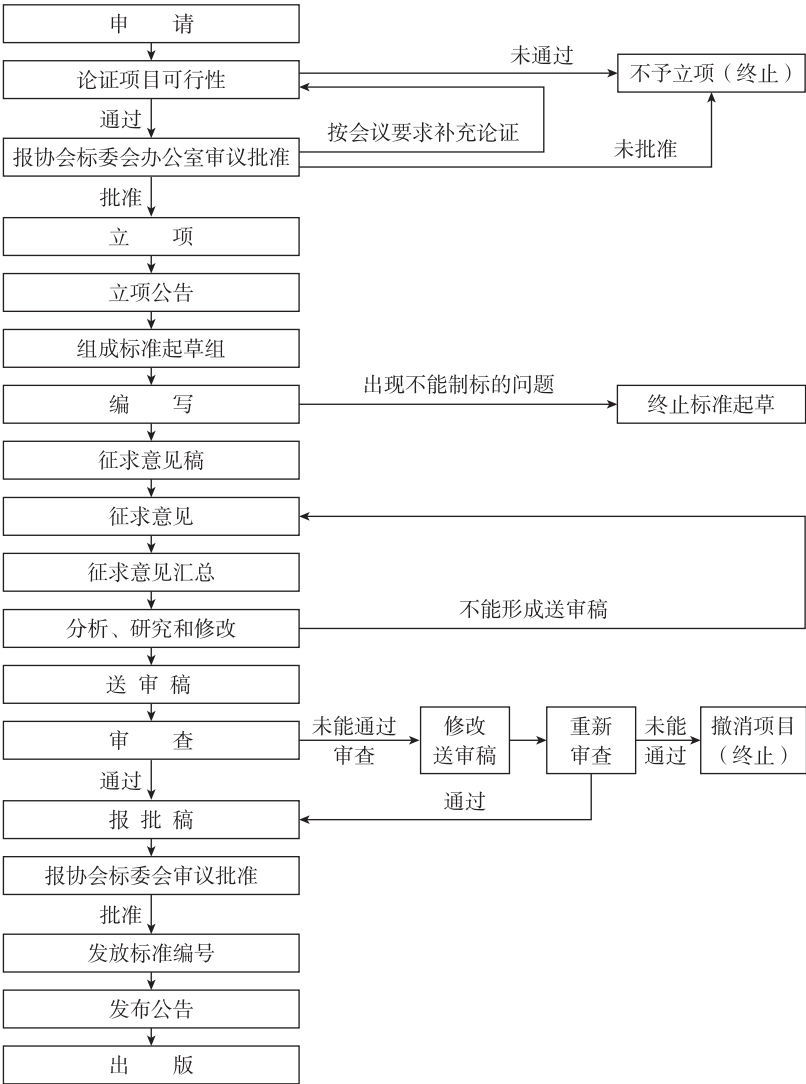 申 请
论证项目可行性
未通过
不予立项（终止）
通过
按会议要求补充论证
未批准
报协会标委会办公室审议批准
批准
立 项
立项公告
组成标准起草组
编 写
出现不能制标的问题
终止标准起草
征求意见稿
征求意见
征求意见汇总
不能形成送审稿
分析、研究和修改
送 审 稿
审 查
未能通过
审查
修改
送审稿
重新
审查
未能
通过
撤消项目
（终止）
通过
通过
报 批 稿
报协会标委会审议批准
批准
发放标准编号
发布公告
出 版